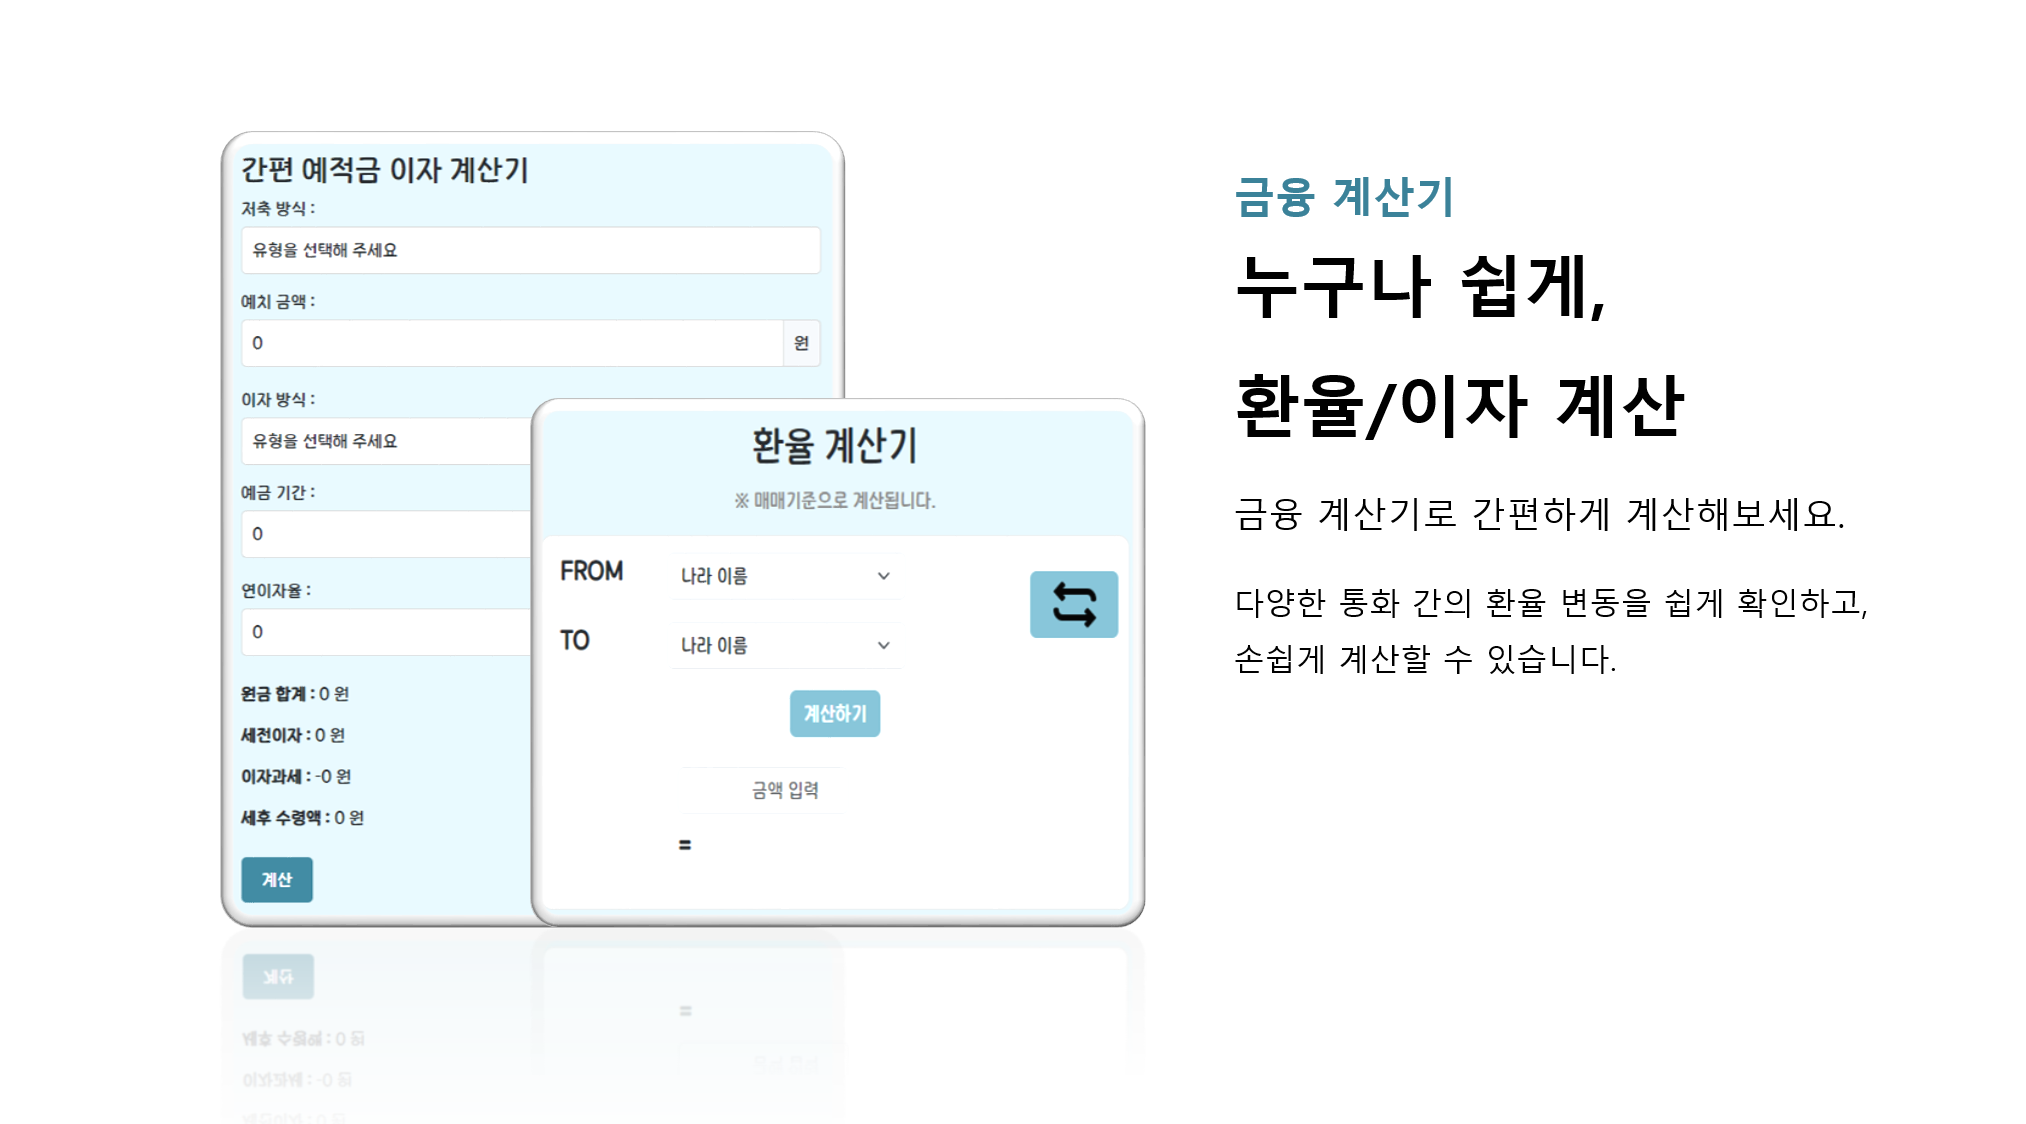 간편 예적금 이자 계산기
저축 방식 :
유형을 선택해 주세요
예치 금액 :
0 원
이자 방식 :
유형을 선택해 주세요
예금 기간 :
0
연이자율 :
0
원금 합계 : 0 원
세전이자 : 0 원
이자과세 : -0 원
세후 수령액 : 0 원
계산
환율 계산기
※ 매매기준으로 계산됩니다.
FROM 나라 이름
TO 나라 이름
계산하기
금액 입력
=
금융 계산기
누구나 쉽게,
환율/이자 계산
금융 계산기로 간편하게 계산해보세요.
다양한 통화 간의 환율 변동을 쉽게 확인하고,
손쉽게 계산할 수 있습니다.